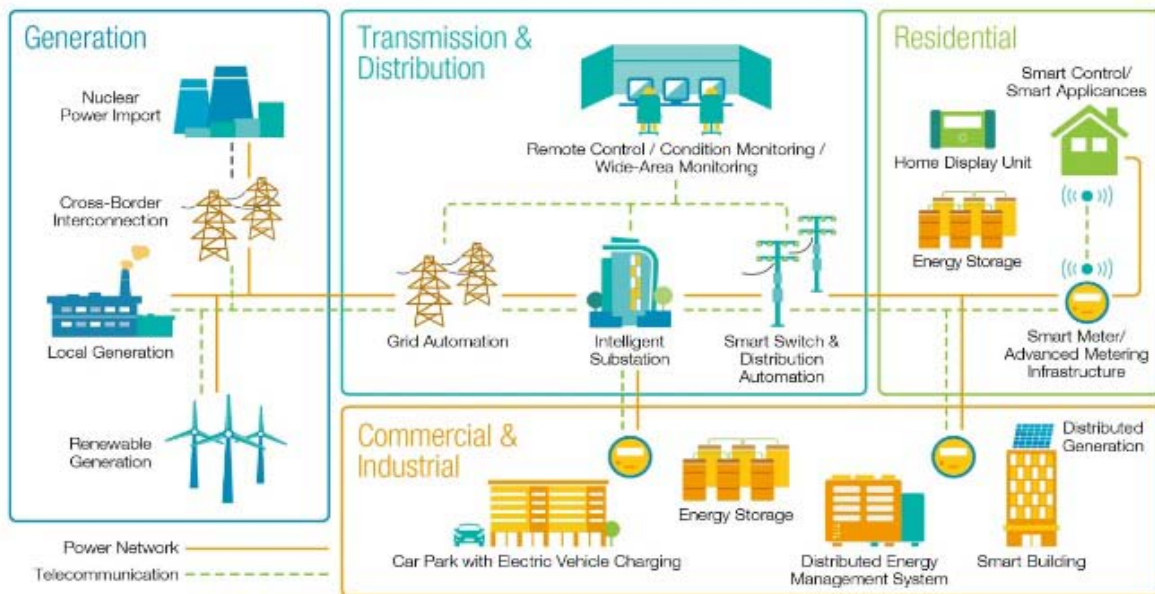 Generation
Nuclear
Power Import
Cross-Border
Interconnection
Local Generation
Renewable
Generation
Power Network
Telecommunication
Transmission &
Distribution
Remote Control / Condition Monitoring /
Wide-Area Monitoring
Grid Automation
Intelligent
Substation
Smart Switch &
Distribution
Automation
Residential
Smart Control/
Smart Applicances
Home Display Unit
Energy Storage
Smart Meter/
Advanced Metering
Infrastructure
Commercial &
Industrial
Car Park with Electric Vehicle Charging
Energy Storage
Distributed Energy
Management System
Distributed
Generation
Smart Building